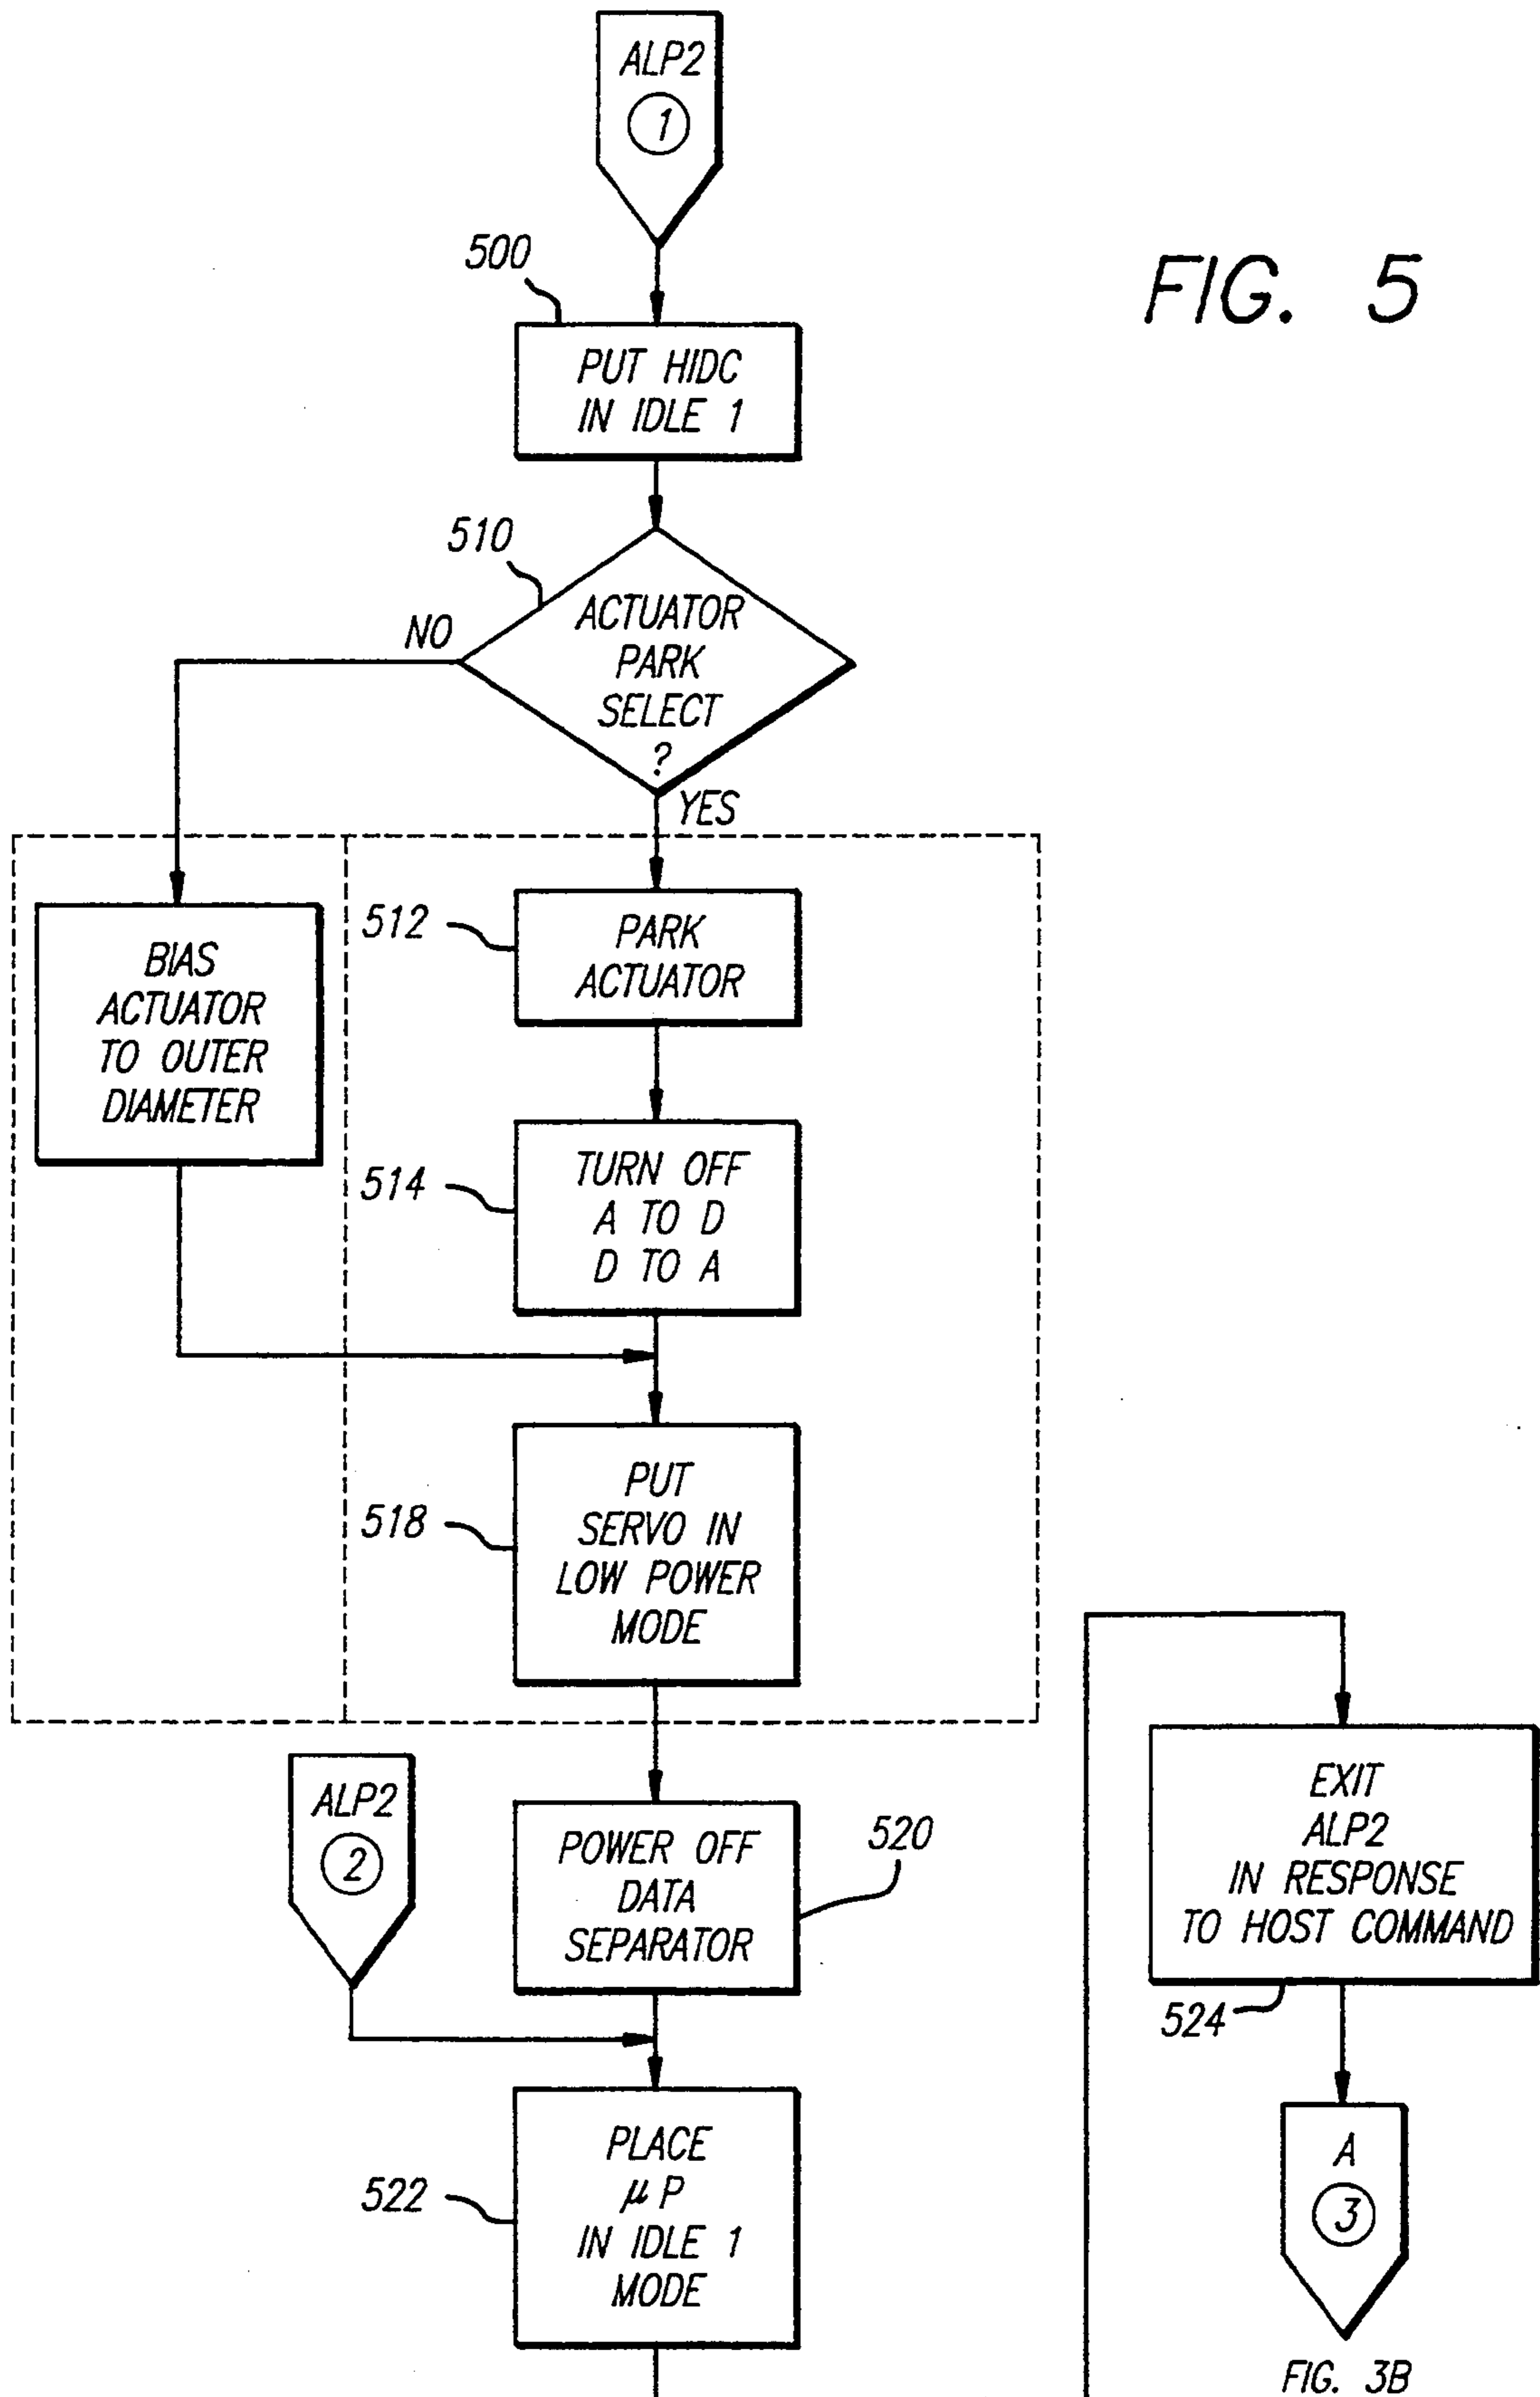 ALP2
1
FIG. 5
500
PUT HIDC
IN IDLE 1
510
ACTUATOR
PARK
SELECT
?
NO
YES
BIAS
ACTUATOR
TO OUTER
DIAMETER
512
PARK
ACTUATOR
514
TURN OFF
A TO D
D TO A
518
PUT
SERVO IN
LOW POWER
MODE
ALP2
2
POWER OFF
DATA
SEPARATOR
520
522
PLACE
μP
IN IDLE 1
MODE
EXIT
ALP2
IN RESPONSE
TO HOST COMMAND
524
A
3
FIG. 3B